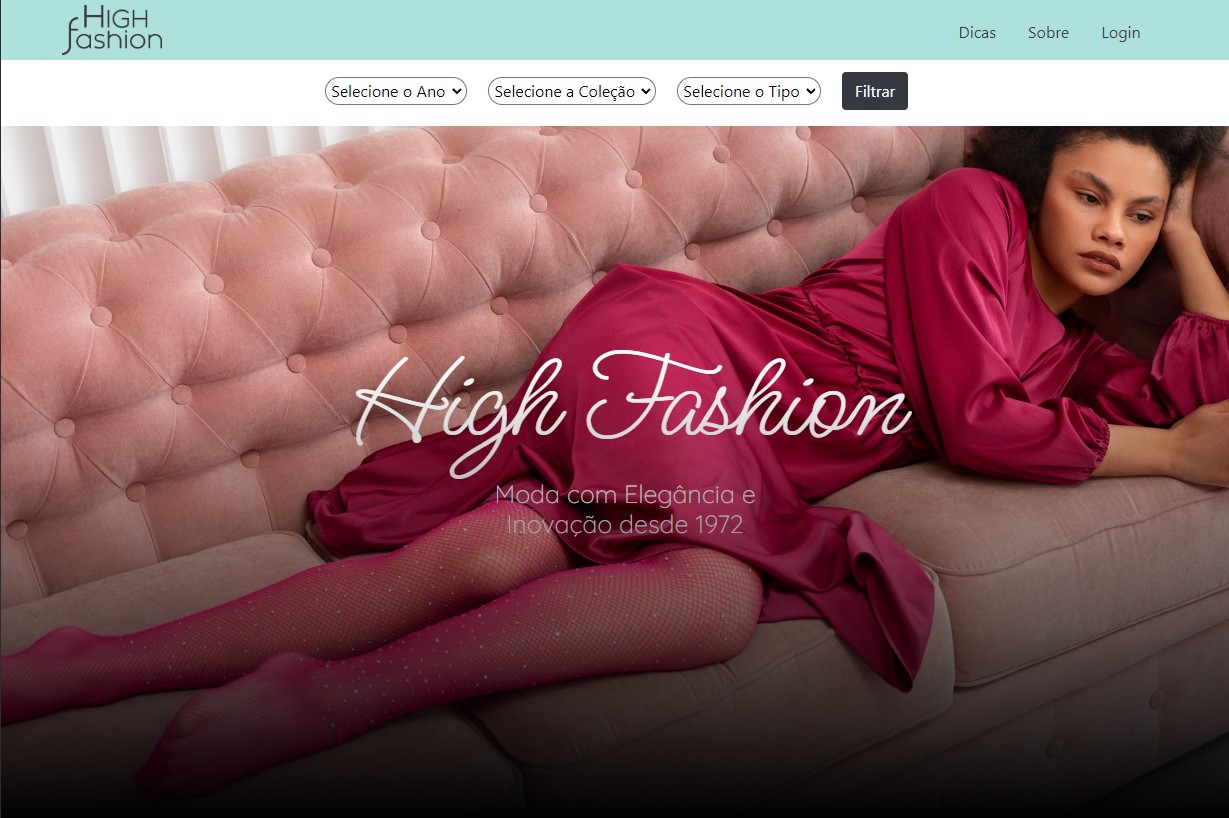 HIGH
fashion
Dicas Sobre Login
Selecione o Ano Selecione a Coleção Selecione o Tipo Filtrar
High Fashion
Moda com Elegância e
Inovação desde 1972